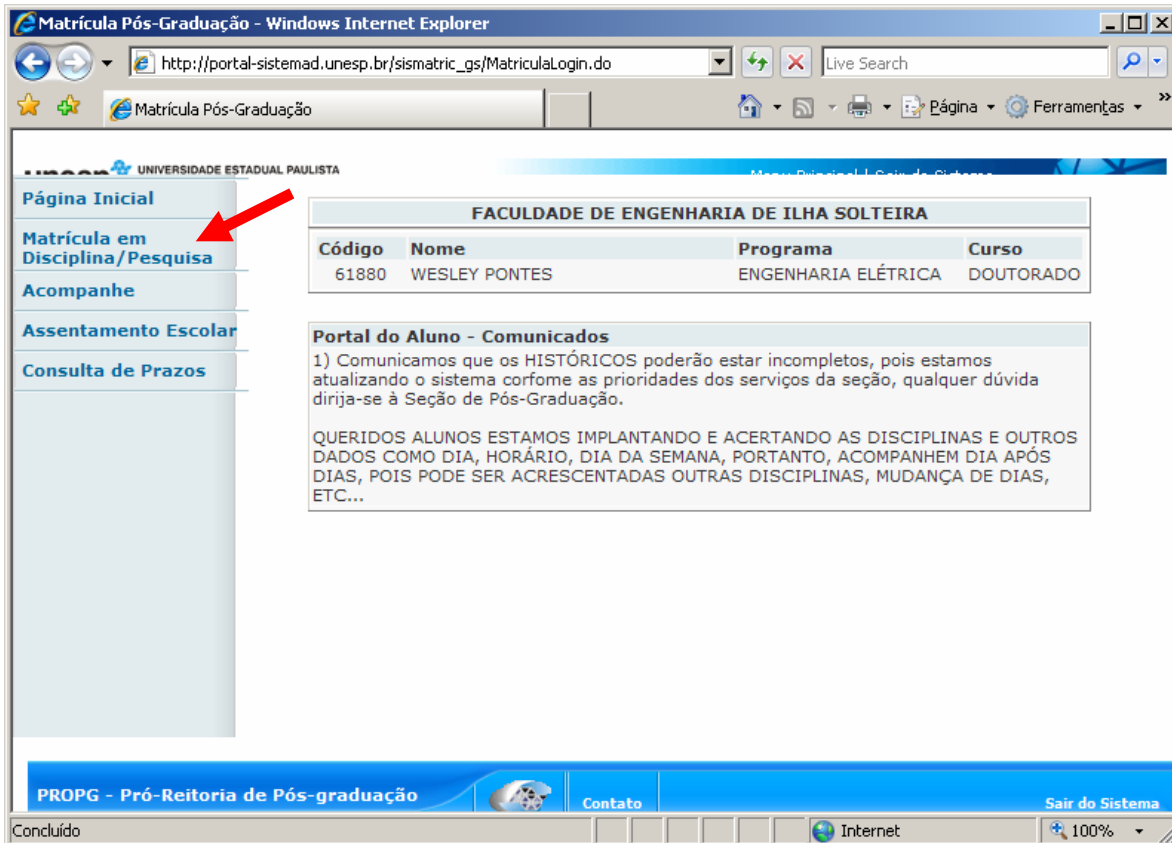 Matrícula Pós-Graduação - Windows Internet Explorer
http://portal-sistemad.unesp.br/sismatric_gs/MatriculaLogin.do
Live Search
Matrícula Pós-Graduação
Página
Ferramentas
»
unesp UNIVERSIDADE ESTADUAL PAULISTA
Menu Principal | Sair do Sistema
Página Inicial
Matrícula em
Disciplina/Pesquisa
Acompanhe
Assentamento Escolar
Consulta de Prazos
FACULDADE DE ENGENHARIA DE ILHA SOLTEIRA
Código Nome Programa Curso
61880 WESLEY PONTES ENGENHARIA ELÉTRICA DOUTORADO
Portal do Aluno - Comunicados
1) Comunicamos que os HISTÓRICOS poderão estar incompletos, pois estamos
atualizando o sistema corfome as prioridades dos serviços da seção, qualquer dúvida
dirija-se à Seção de Pós-Graduação.
QUERIDOS ALUNOS ESTAMOS IMPLANTANDO E ACERTANDO AS DISCIPLINAS E OUTROS
DADOS COMO DIA, HORÁRIO, DIA DA SEMANA, PORTANTO, ACOMPANHEM DIA APÓS
DIAS, POIS PODE SER ACRESCENTADAS OUTRAS DISCIPLINAS, MUDANÇA DE DIAS,
ETC...
PROPG - Pró-Reitoria de Pós-graduação
Contato
Sair do Sistema
Concluído
Internet
100%